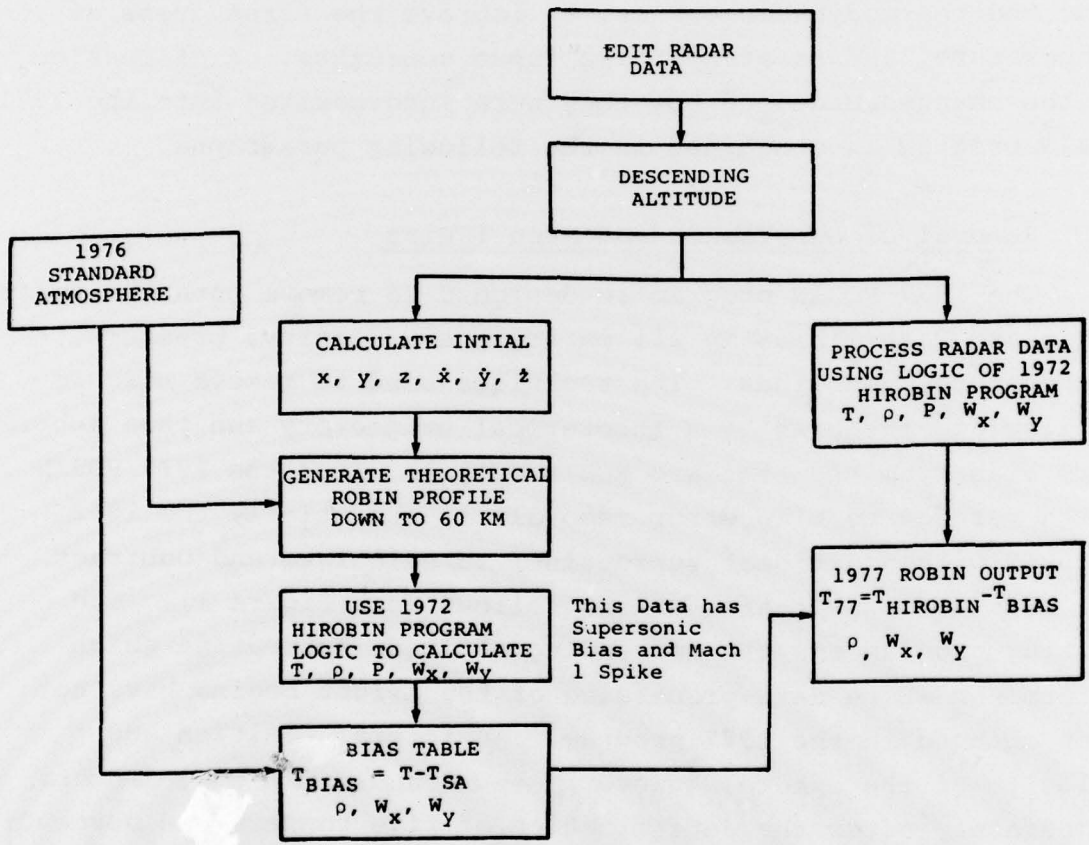 EDIT RADAR
DATA
DESCENDING
ALTITUDE
1976
STANDARD
ATMOSPHERE
CALCULATE INTIAL
x, y, z, ẋ, ẏ, ż
PROCESS RADAR DATA
USING LOGIC OF 1972
HIROBIN PROGRAM
T, ρ, P, Wx, Wy
GENERATE THEORETICAL
ROBIN PROFILE
DOWN TO 60 KM
USE 1972
HIROBIN PROGRAM
LOGIC TO CALCULATE
T, ρ, P, Wx, Wy
This Data has
Supersonic
Bias and Mach
1 Spike
1977 ROBIN OUTPUT
T77=THIROBIN-TBIAS
ρ, Wx, Wy
BIAS TABLE
TBIAS = T-TSA
ρ, Wx, Wy